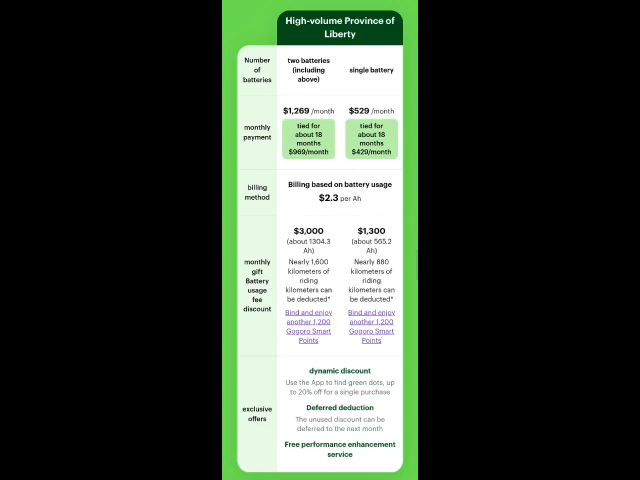 High-volume Province of
Liberty
Number
of
batteries
two batteries
(including
above)
single battery
monthly
payment
$1,269 /month
tied for
about 18
months
$969/month
$529 /month
tied for
about 18
months
$429/month
billing
method
Billing based on battery usage
$2.3 per Ah
monthly
gift
Battery
usage
fee
discount
$3,000
(about 1304.3
Ah)
Nearly 1,600
kilometers of
riding
kilometers can
be deducted*
Bind and enjoy
another 1,200
Gogoro Smart
Points
$1,300
(about 565.2
Ah)
Nearly 880
kilometers of
riding
kilometers can
be deducted*
Bind and enjoy
another 1,200
Gogoro Smart
Points
exclusive
offers
dynamic discount
Use the App to find green dots, up
to 20% off for a single purchase
Deferred deduction
The unused discount can be
deferred to the next month
Free performance enhancement
service